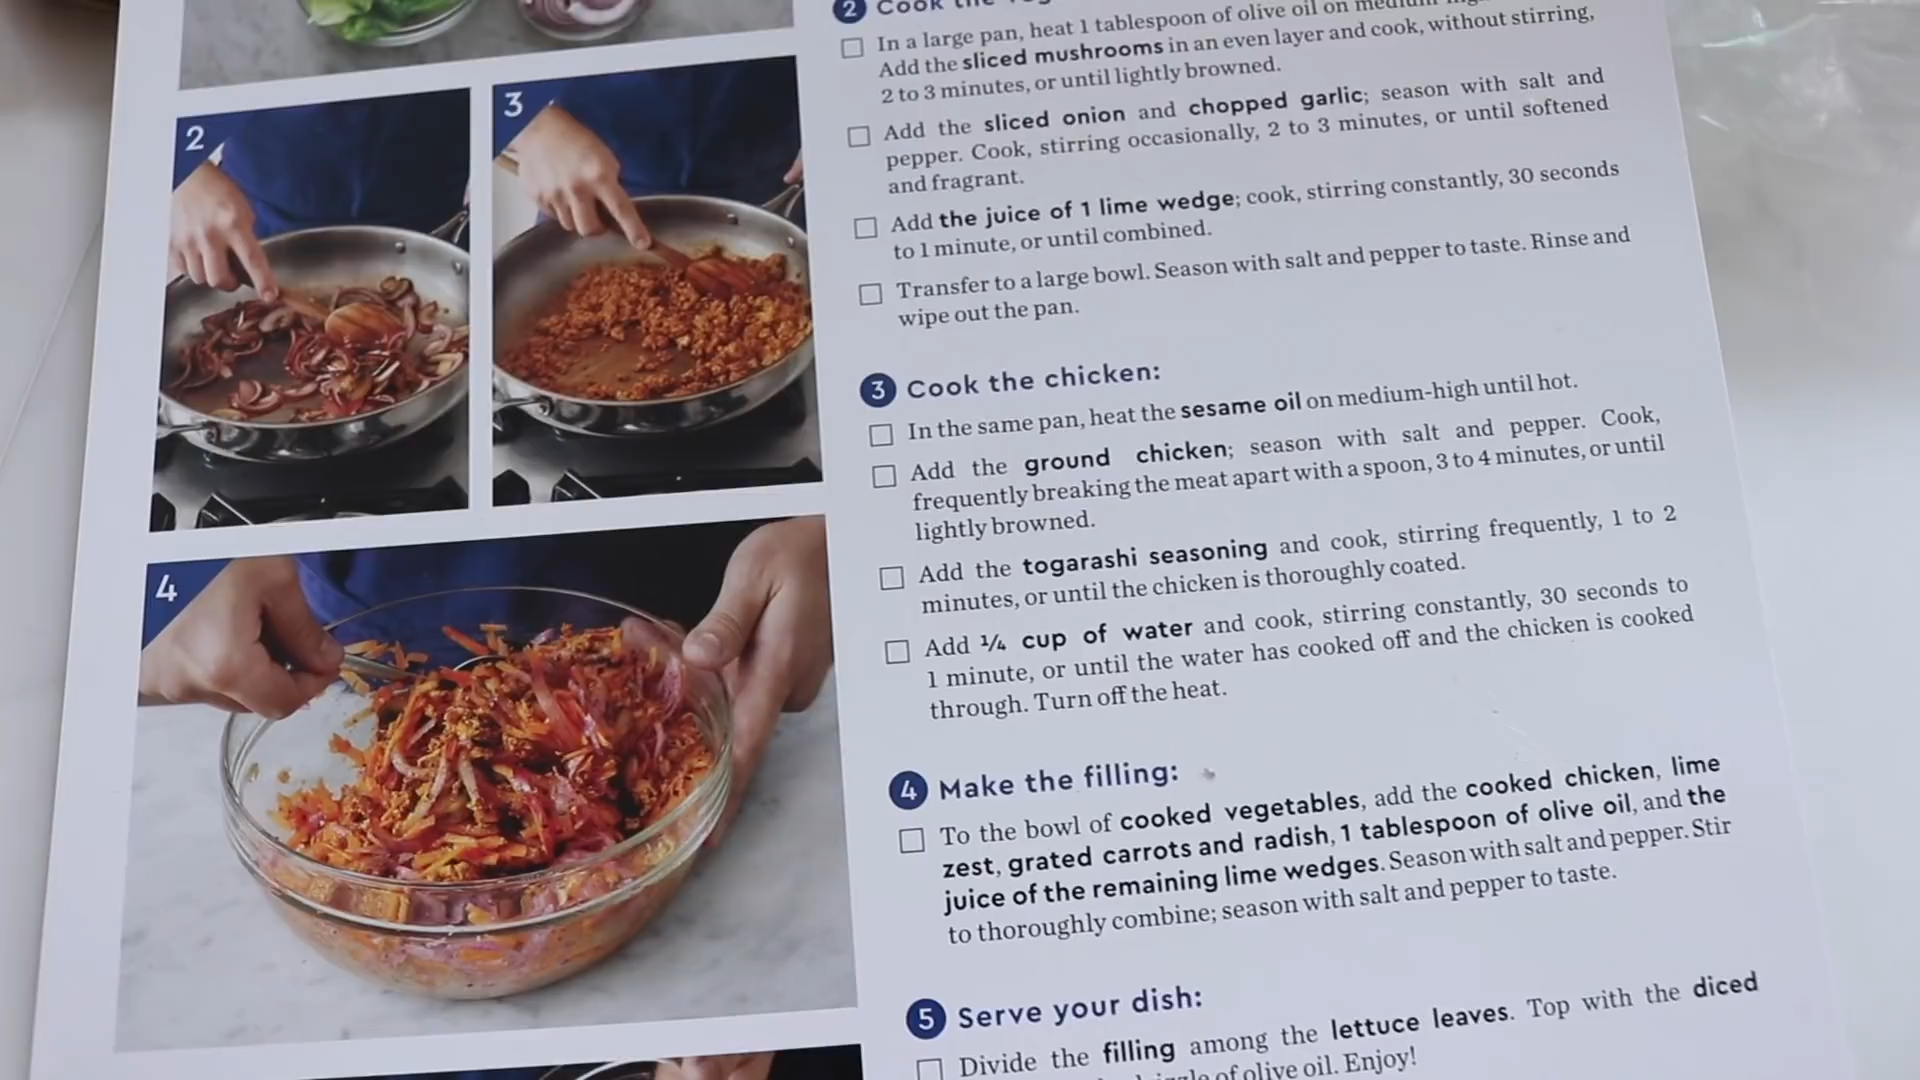 2
3
4
2 Cook the
In a large pan, heat 1 tablespoon of olive oil on
Add the sliced mushrooms in an even layer and cook, without stirring,
2 to 3 minutes, or until lightly browned.
Add the sliced onion and chopped garlic; season with salt and
pepper. Cook, stirring occasionally, 2 to 3 minutes, or until softened
and fragrant.
Add the juice of 1 lime wedge; cook, stirring constantly, 30 seconds
to 1 minute, or until combined.
Transfer to a large bowl. Season with salt and pepper to taste. Rinse and
wipe out the pan.
3 Cook the chicken:
In the same pan, heat the sesame oil on medium-high until hot.
Add the ground chicken; season with salt and pepper. Cook,
frequently breaking the meat apart with a spoon, 3 to 4 minutes, or until
lightly browned.
Add the togarashi seasoning and cook, stirring frequently, 1 to 2
minutes, or until the chicken is thoroughly coated.
Add ¼ cup of water and cook, stirring constantly, 30 seconds to
1 minute, or until the water has cooked off and the chicken is cooked
through. Turn off the heat.
4 Make the filling:
To the bowl of cooked vegetables, add the cooked chicken, lime
zest, grated carrots and radish, 1 tablespoon of olive oil, and the
juice of the remaining lime wedges. Season with salt and pepper. Stir
to thoroughly combine; season with salt and pepper to taste.
5 Serve your dish:
Divide the filling among the lettuce leaves. Top with the diced
of olive oil. Enjoy!